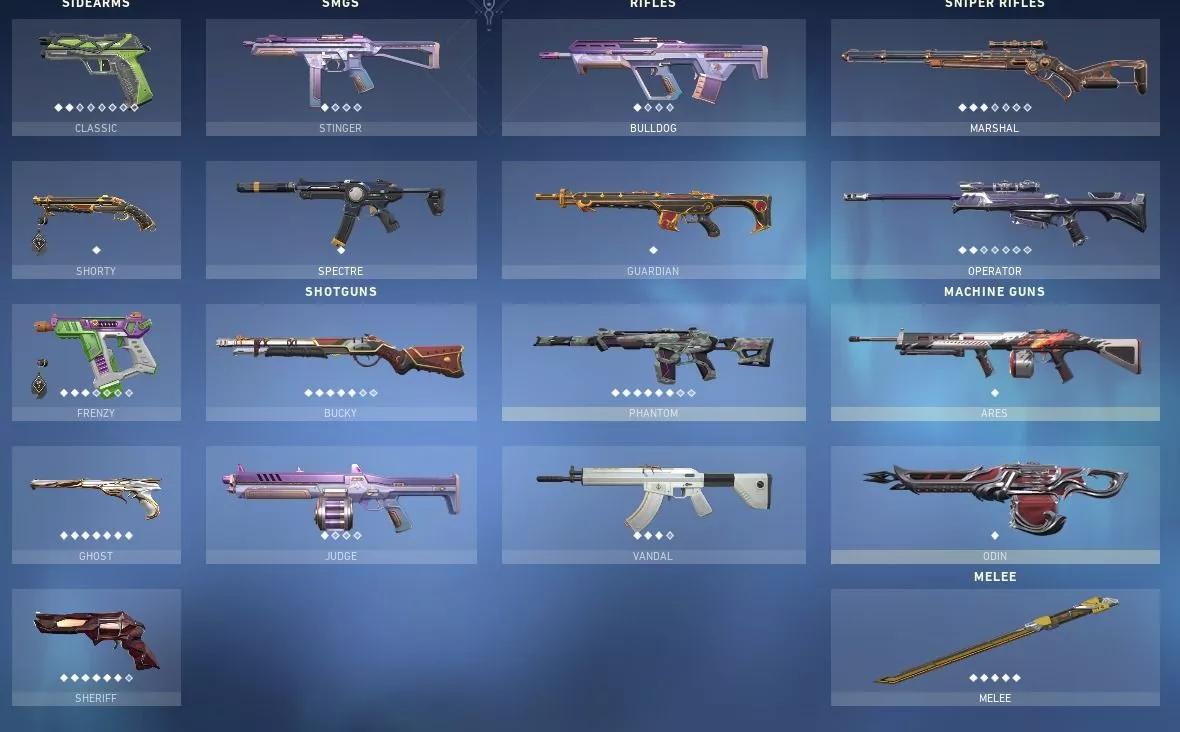 SIDEARMS
SMGS
RIFLES
SNIPER RIFLES
CLASSIC
STINGER
BULLDOG
MARSHAL
SHORTY
SPECTRE
GUARDIAN
OPERATOR
SHOTGUNS
MACHINE GUNS
FRENZY
BUCKY
PHANTOM
ARES
GHOST
JUDGE
VANDAL
ODIN
MELEE
SHERIFF
MELEE